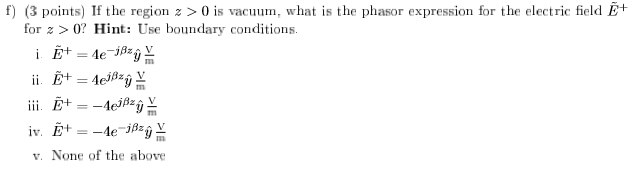 f) (3 points) If the region z > 0 is vacuum, what is the phasor expression for the electric field Ẽ⁺
for z > 0? Hint: Use boundary conditions.
i. Ẽ⁺ = 4e^{-jβz}ŷ V/m
ii. Ẽ⁺ = 4e^{jβz}ŷ V/m
iii. Ẽ⁺ = −4e^{jβz}ŷ V/m
iv. Ẽ⁺ = −4e^{-jβz}ŷ V/m
v. None of the above